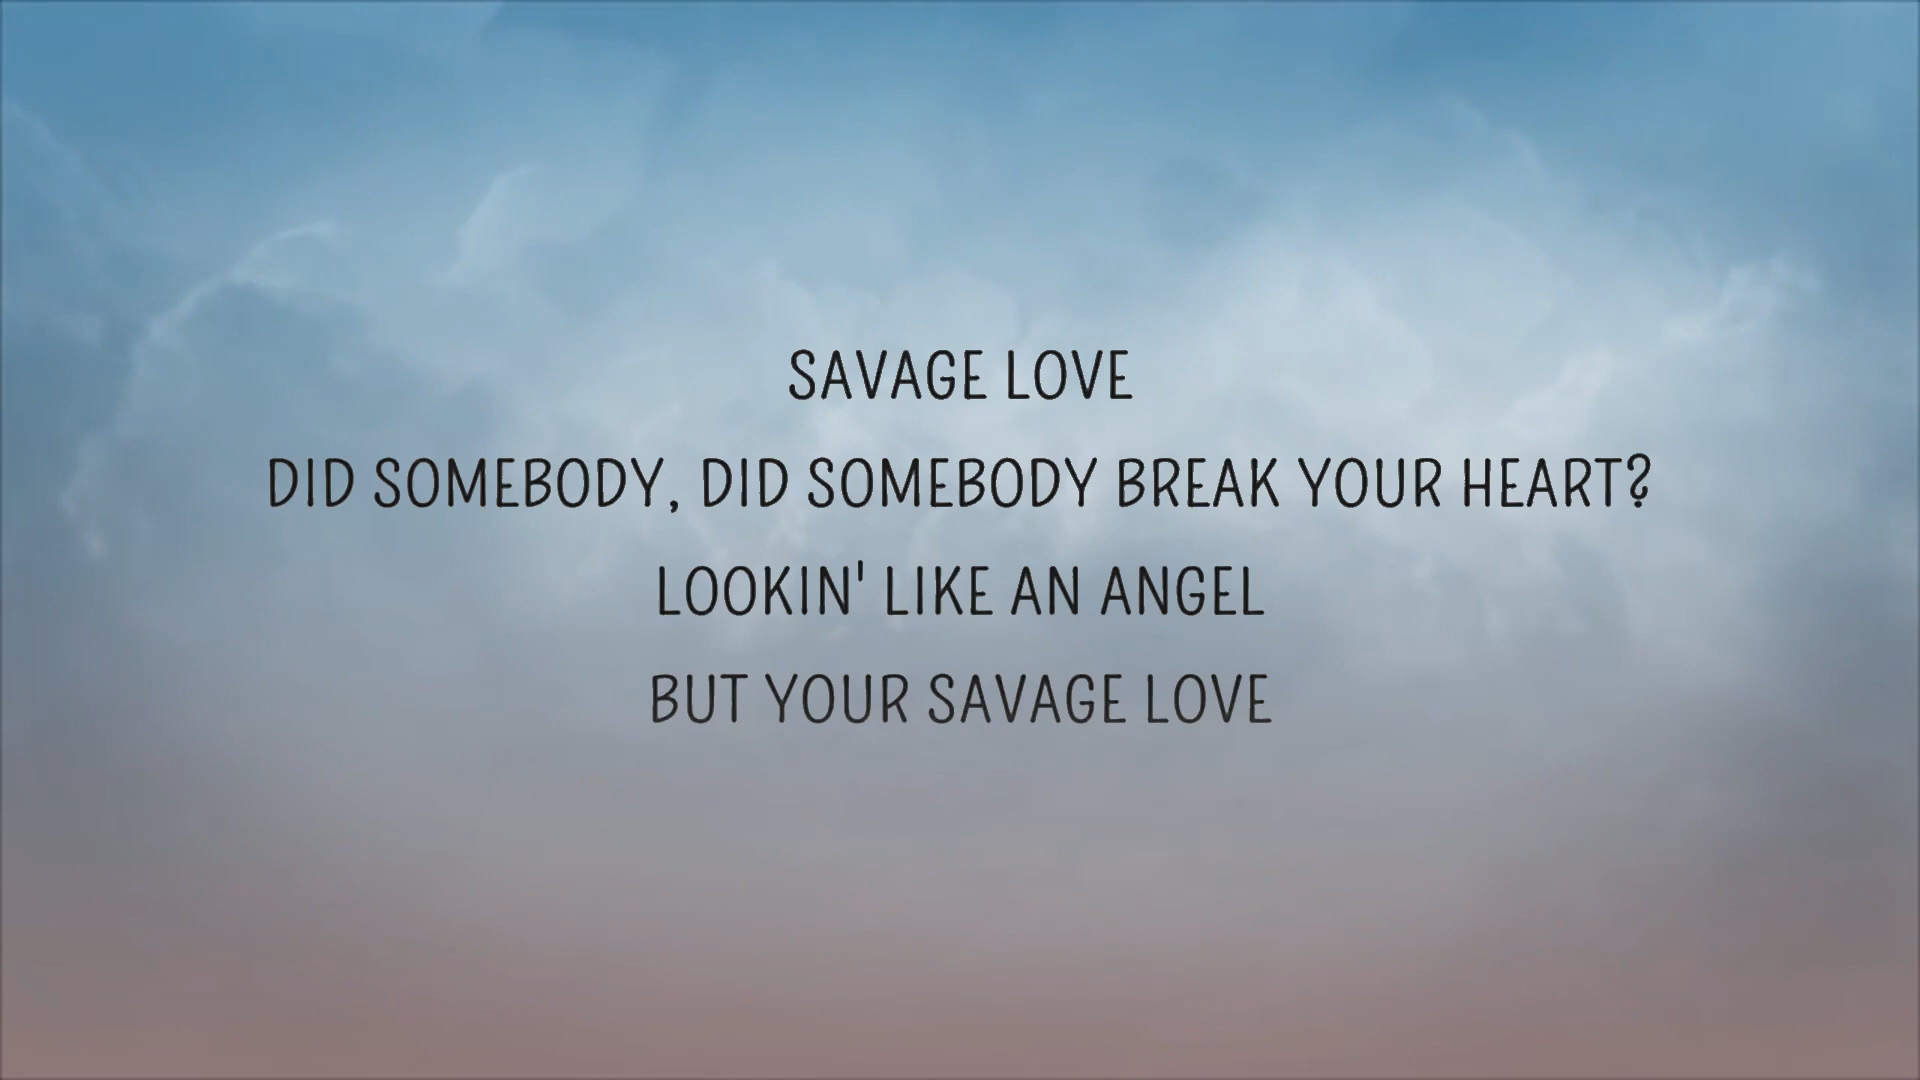 SAVAGE LOVE
DID SOMEBODY, DID SOMEBODY BREAK YOUR HEART?
LOOKIN' LIKE AN ANGEL
BUT YOUR SAVAGE LOVE